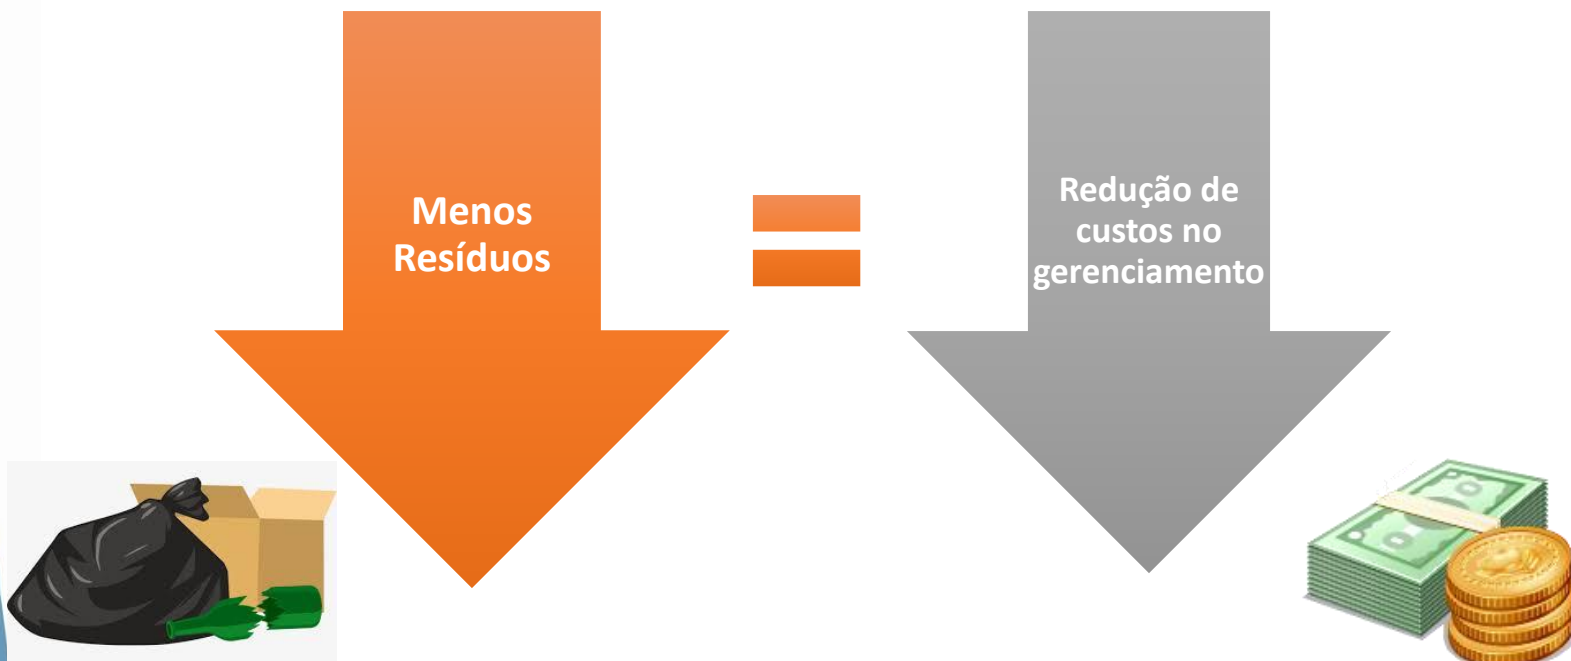 Menos
Resíduos
Redução de
custos no
gerenciamento